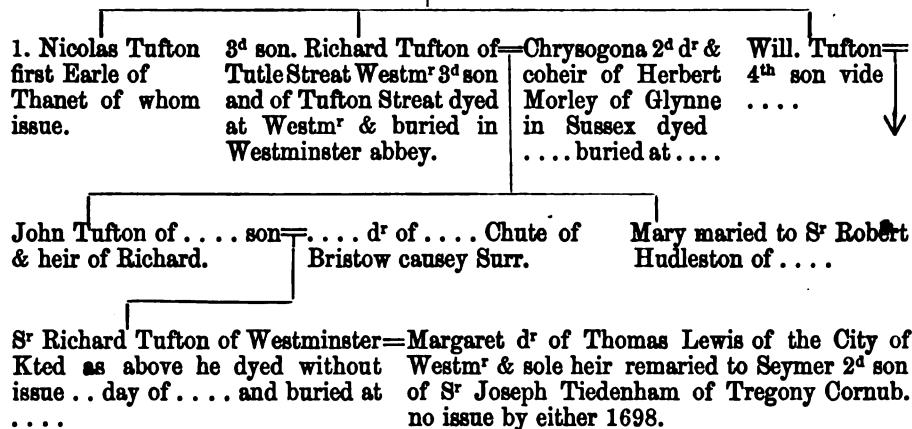 1. Nicolas Tufton
first Earle of
Thanet of whom
issue.
3ᵈ son. Richard Tufton of=
Tutle Streat Westmʳ 3ᵈ son
and of Tufton Streat dyed
at Westmʳ & buried in
Westminster abbey.
Chrysogona 2ᵈ dʳ &
coheir of Herbert
Morley of Glynne
in Sussex dyed
. . . . buried at . . . .
Will. Tufton=
4ᵗʰ son vide
. . . .
John Tufton of . . . . son=
& heir of Richard.
. . . . dʳ of . . . . Chute of
Bristow causey Surr.
Mary maried to Sʳ Robert
Hudleston of . . . .
Sʳ Richard Tufton of Westminster=
Kted as above he dyed without
issue . . day of . . . . and buried at
. . . .
Margaret dʳ of Thomas Lewis of the City of
Westmʳ & sole heir remaried to Seymer 2ᵈ son
of Sʳ Joseph Tiedenham of Tregony Cornub.
no issue by either 1698.